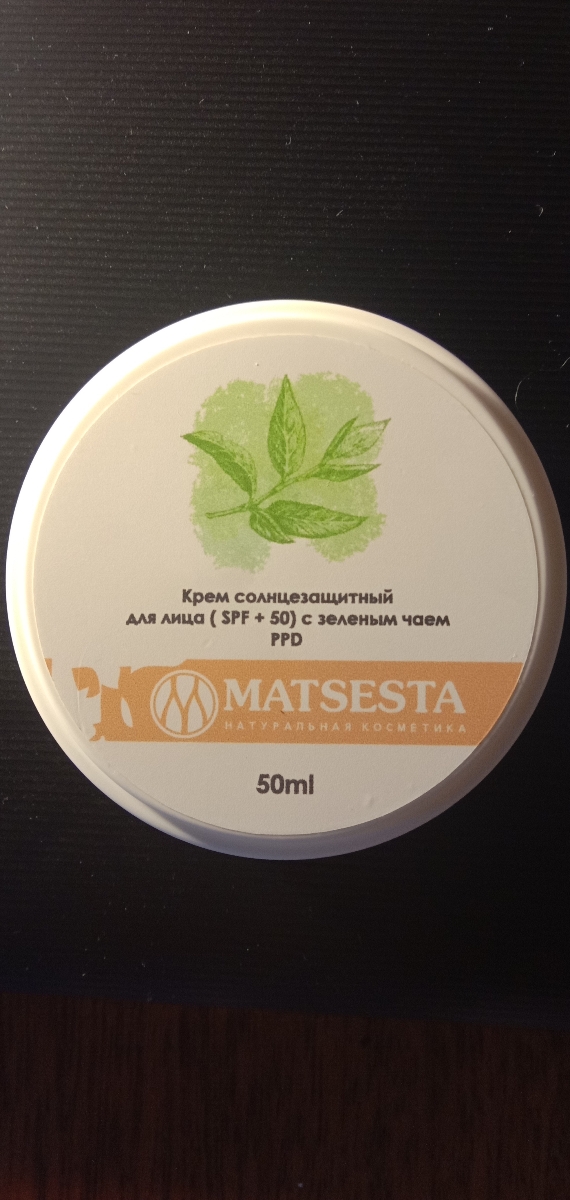 Крем солнцезащитный
для лица ( SPF + 50) с зеленым чаем
PPD
MATSESTA
НАТУРАЛЬНАЯ КОСМЕТИКА
50ml